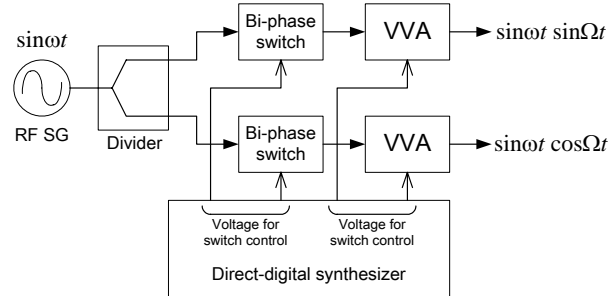 sinωt
RF SG
Divider
Bi-phase
switch
VVA
sinωt sinΩt
Bi-phase
switch
VVA
sinωt cosΩt
Voltage for
switch control
Voltage for
switch control
Direct-digital synthesizer